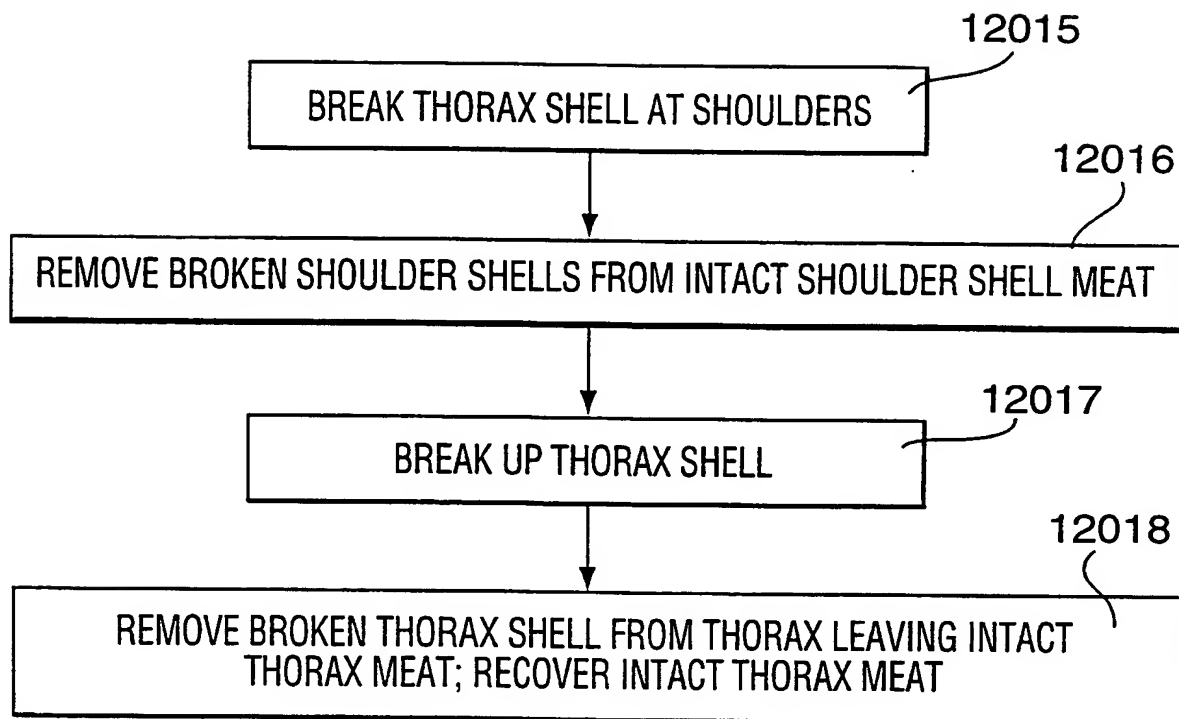 12015
BREAK THORAX SHELL AT SHOULDERS
12016
REMOVE BROKEN SHOULDER SHELLS FROM INTACT SHOULDER SHELL MEAT
12017
BREAK UP THORAX SHELL
12018
REMOVE BROKEN THORAX SHELL FROM THORAX LEAVING INTACT
THORAX MEAT; RECOVER INTACT THORAX MEAT